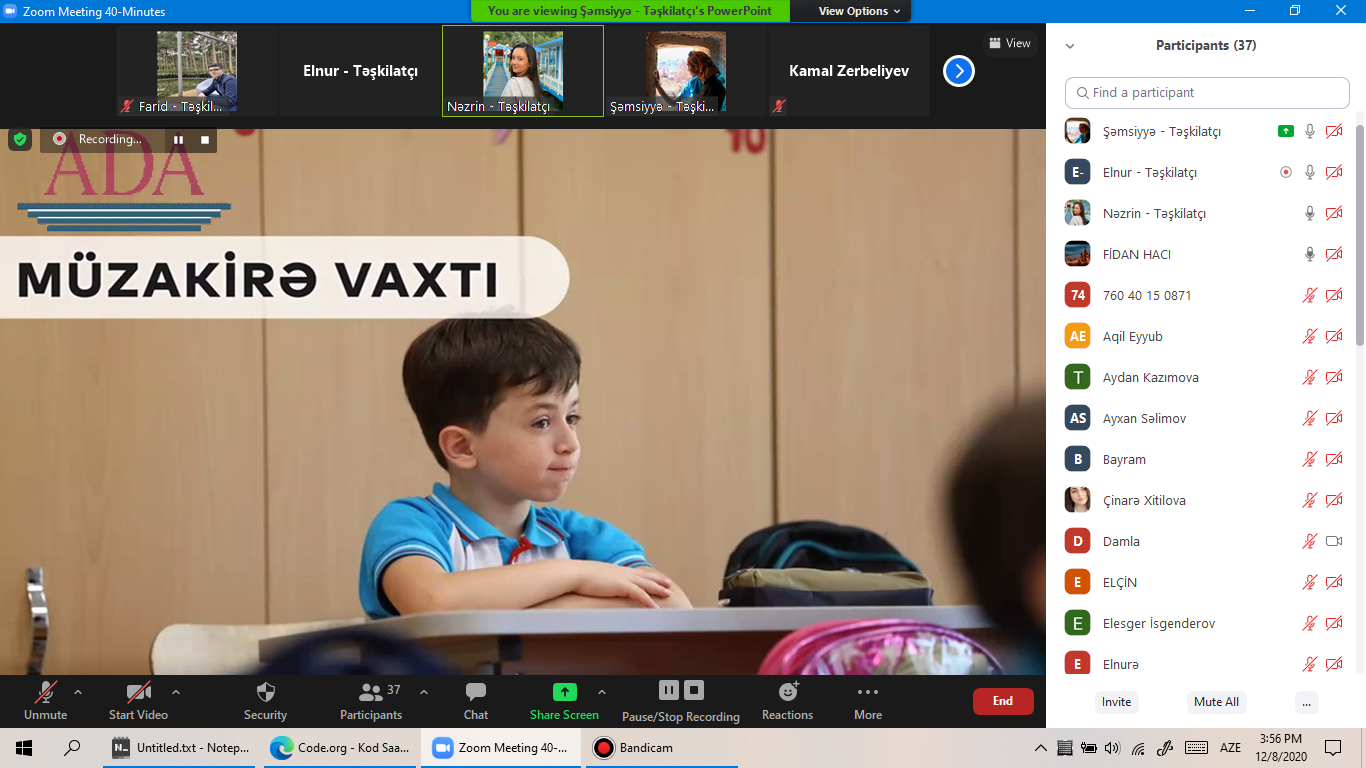 Zoom Meeting 40-Minutes
You are viewing Şəmsiyyə - Təşkilatçı's PowerPoint
View Options
Farid - Təşkil...
Elnur - Təşkilatçı
Nəzrin - Təşkilatçı
Şəmsiyyə - Təşki...
Kamal Zerbeliyev
View
Recording...
10
ADA
MÜZAKİRƏ VAXTI
Participants (37)
Find a participant
Şəmsiyyə - Təşkilatçı
E- Elnur - Təşkilatçı
Nəzrin - Təşkilatçı
FİDAN HACI
74 760 40 15 0871
AE Aqil Eyyub
T Aydan Kazımova
AS Ayxan Səlimov
B Bayram
Çinarə Xitilova
D Damla
E ELÇİN
E Elesger İsgenderov
E Elnurə
Invite
Mute All
...
Unmute
Start Video
Security
37
Participants
Chat
Share Screen
Pause/Stop Recording
Reactions
More
End
Untitled.txt - Notep...
Code.org - Kod Saa...
Zoom Meeting 40-...
Bandicam
AZE
3:56 PM
12/8/2020